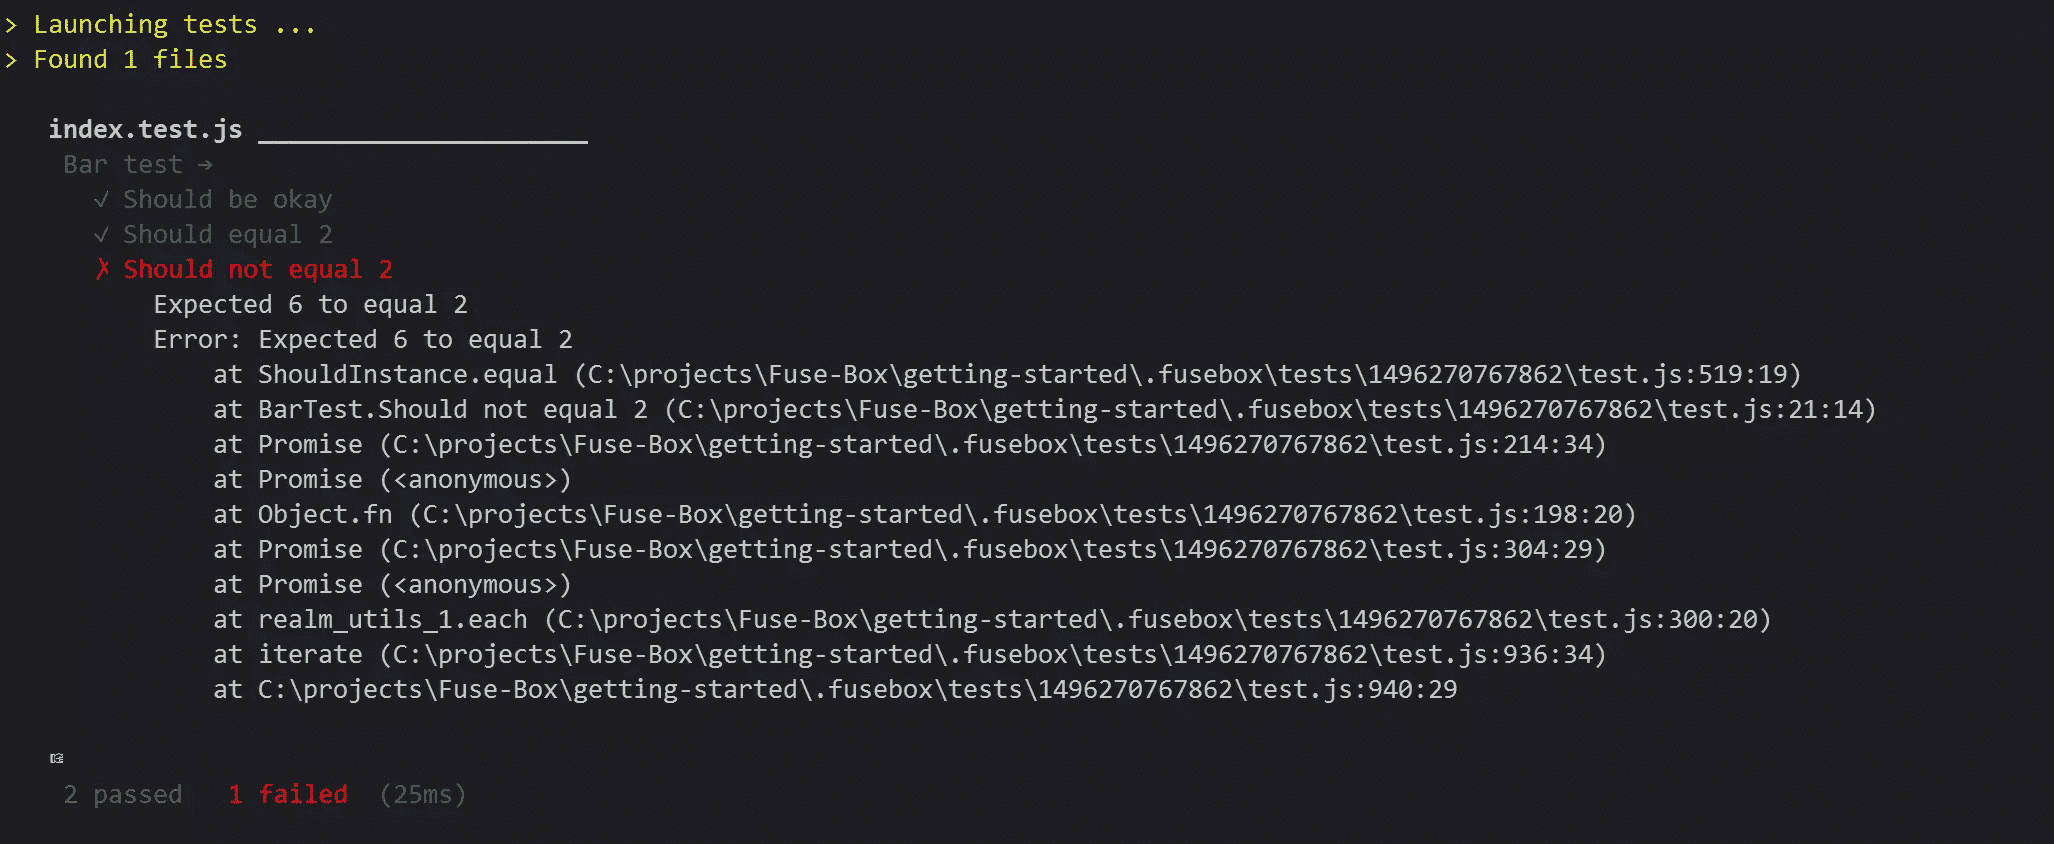 > Launching tests ...
> Found 1 files
index.test.js ______________________
Bar test →
✓ Should be okay
✓ Should equal 2
✗ Should not equal 2
Expected 6 to equal 2
Error: Expected 6 to equal 2
at ShouldInstance.equal (C:\projects\Fuse-Box\getting-started\.fusebox\tests\1496270767862\test.js:519:19)
at BarTest.Should not equal 2 (C:\projects\Fuse-Box\getting-started\.fusebox\tests\1496270767862\test.js:21:14)
at Promise (C:\projects\Fuse-Box\getting-started\.fusebox\tests\1496270767862\test.js:214:34)
at Promise (<anonymous>)
at Object.fn (C:\projects\Fuse-Box\getting-started\.fusebox\tests\1496270767862\test.js:198:20)
at Promise (C:\projects\Fuse-Box\getting-started\.fusebox\tests\1496270767862\test.js:304:29)
at Promise (<anonymous>)
at realm_utils_1.each (C:\projects\Fuse-Box\getting-started\.fusebox\tests\1496270767862\test.js:300:20)
at iterate (C:\projects\Fuse-Box\getting-started\.fusebox\tests\1496270767862\test.js:936:34)
at C:\projects\Fuse-Box\getting-started\.fusebox\tests\1496270767862\test.js:940:29
2 passed 1 failed (25ms)